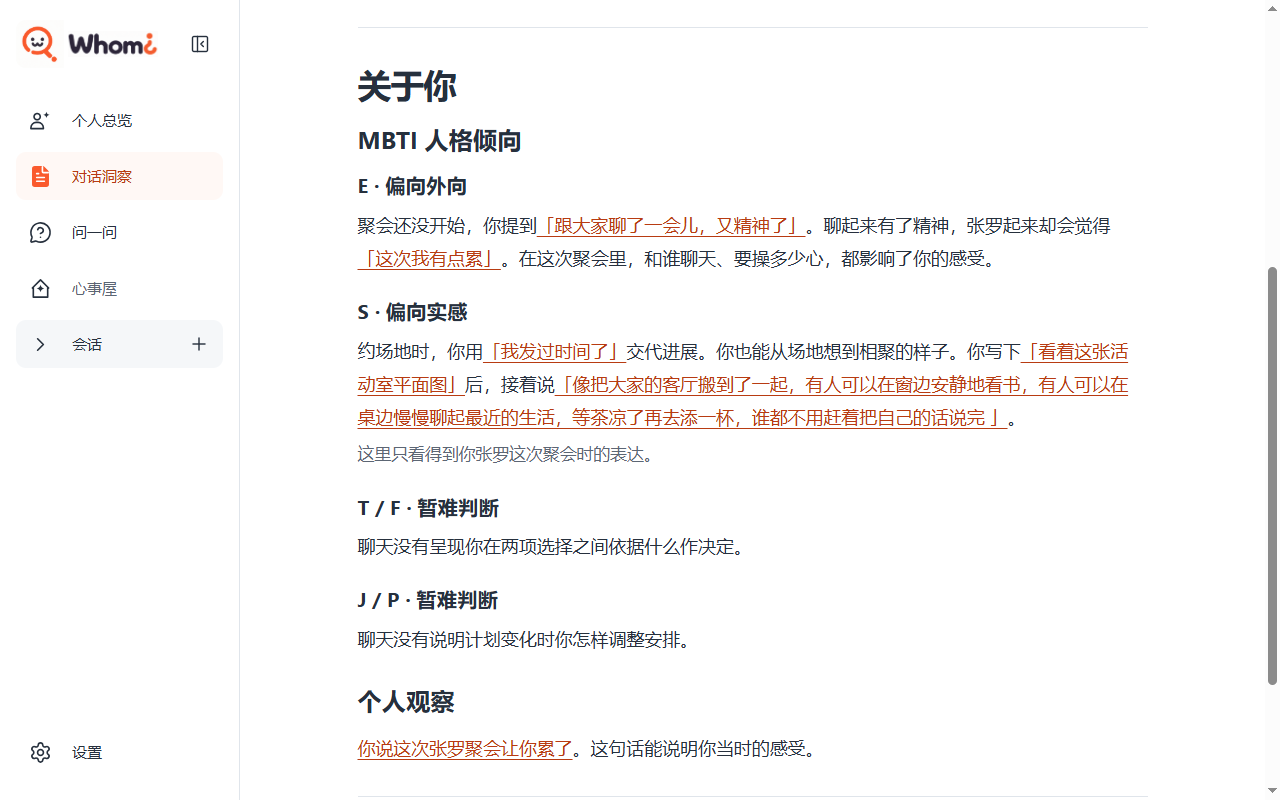 Whomi
个人总览
对话洞察
问一问
心事屋
会话
设置
关于你
MBTI 人格倾向
E · 偏向外向
聚会还没开始，你提到「跟大家聊了一会儿，又精神了」。聊起来有了精神，张罗起来却会觉得
「这次我有点累」。在这次聚会里，和谁聊天、要操多少心，都影响了你的感受。
S · 偏向实感
约场地时，你用「我发过时间了」交代进展。你也能从场地想到相聚的样子。你写下「看着这张活
动室平面图」后，接着说「像把大家的客厅搬到了一起，有人可以在窗边安静地看书，有人可以在
桌边慢慢聊起最近的生活，等茶凉了再去添一杯，谁都不用赶着把自己的话说完 」。
这里只看得到你张罗这次聚会时的表达。
T / F · 暂难判断
聊天没有呈现你在两项选择之间依据什么作决定。
J / P · 暂难判断
聊天没有说明计划变化时你怎样调整安排。
个人观察
你说这次张罗聚会让你累了。这句话能说明你当时的感受。